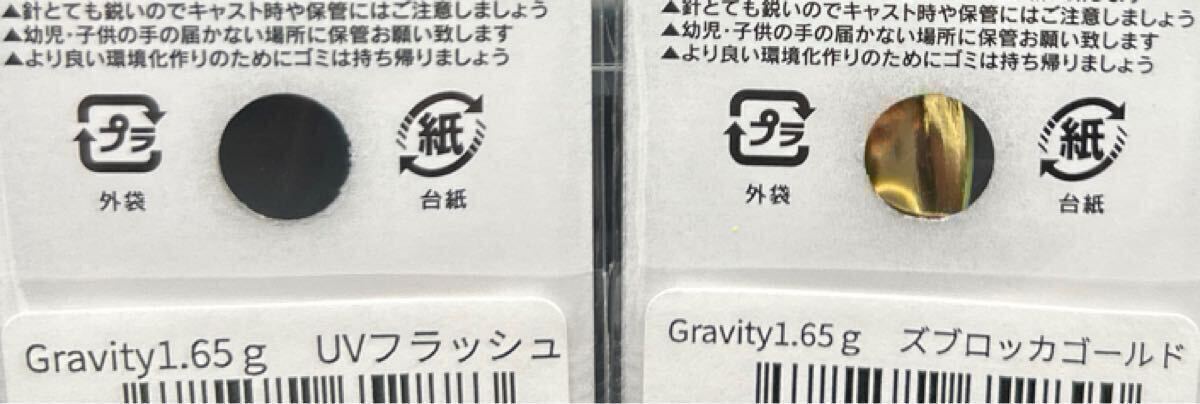 ▲針とても鋭いのでキャスト時や保管にはご注意しましょう
▲幼児・子供の手の届かない場所に保管お願い致します
▲より良い環境化作りのためにゴミは持ち帰りましょう
プラ
外袋
紙
台紙
Gravity1.65g UVフラッシュ
▲針とても鋭いのでキャスト時や保管にはご注意しましょう
▲幼児・子供の手の届かない場所に保管お願い致します
▲より良い環境化作りのためにゴミは持ち帰りましょう
プラ
外袋
紙
台紙
Gravity1.65g ズブロッカゴールド